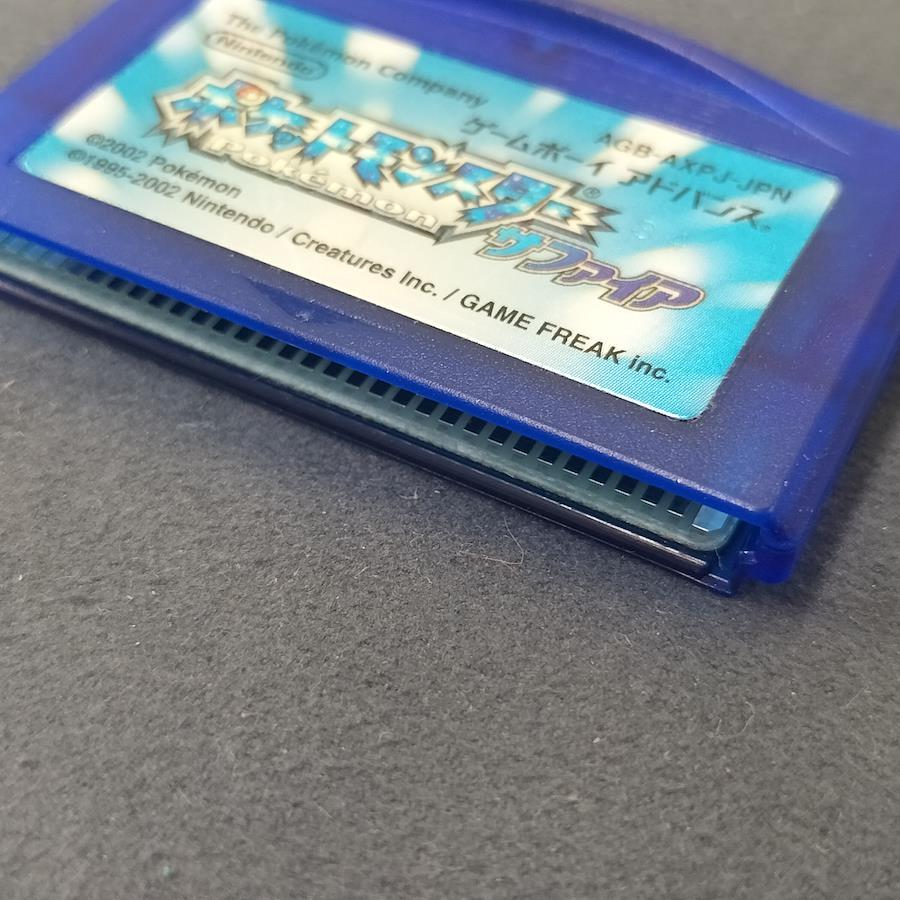 The Pokémon Company
Nintendo
AGB-AXPJ-JPN
ゲームボーイ アドバンス®
ポケットモンスター®
Pokémon
サファイア
©2002 Pokémon
©1995-2002 Nintendo / Creatures Inc. / GAME FREAK inc.